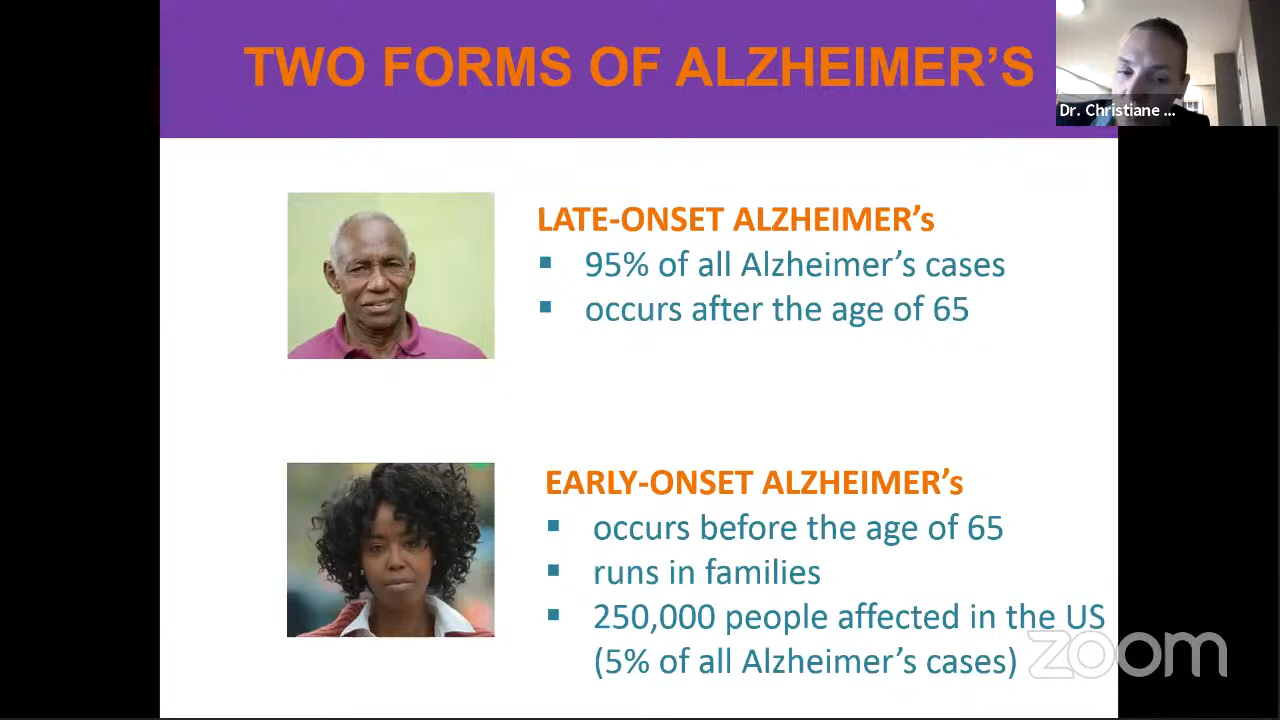 TWO FORMS OF ALZHEIMER'S
Dr. Christiane ...
LATE-ONSET ALZHEIMER's
▪ 95% of all Alzheimer's cases
▪ occurs after the age of 65
EARLY-ONSET ALZHEIMER's
▪ occurs before the age of 65
▪ runs in families
▪ 250,000 people affected in the US
(5% of all Alzheimer's cases)
zoom